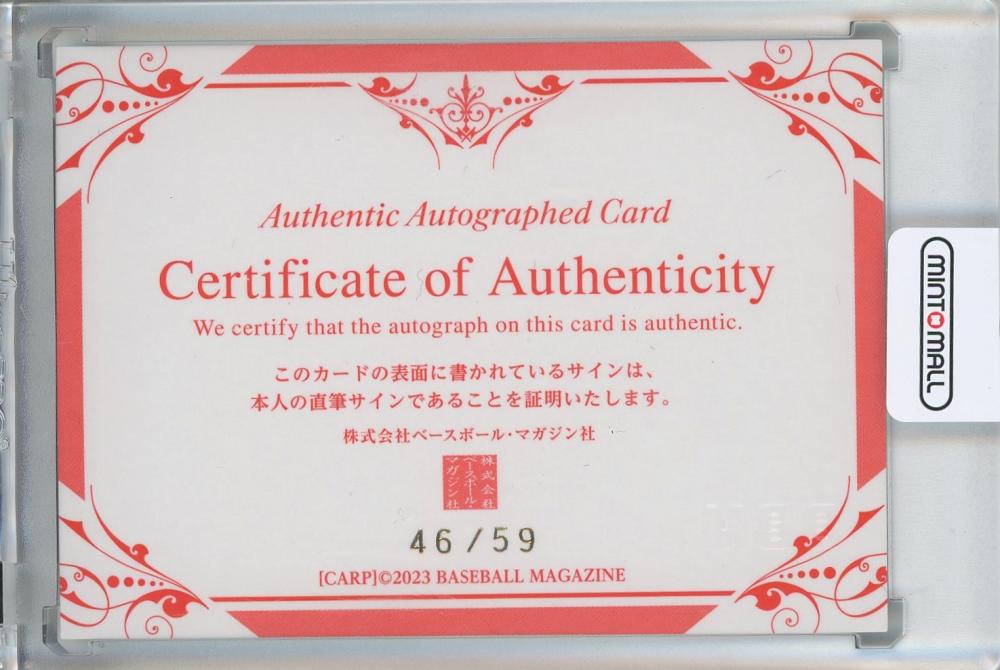 Authentic Autographed Card
Certificate of Authenticity
We certify that the autograph on this card is authentic.
このカードの表面に書かれているサインは、
本人の直筆サインであることを証明いたします。
株式会社ベースボール・マガジン社
株式会社
ベースボール・
マガジン社
46/59
[CARP]©2023 BASEBALL MAGAZINE
MINT MALL